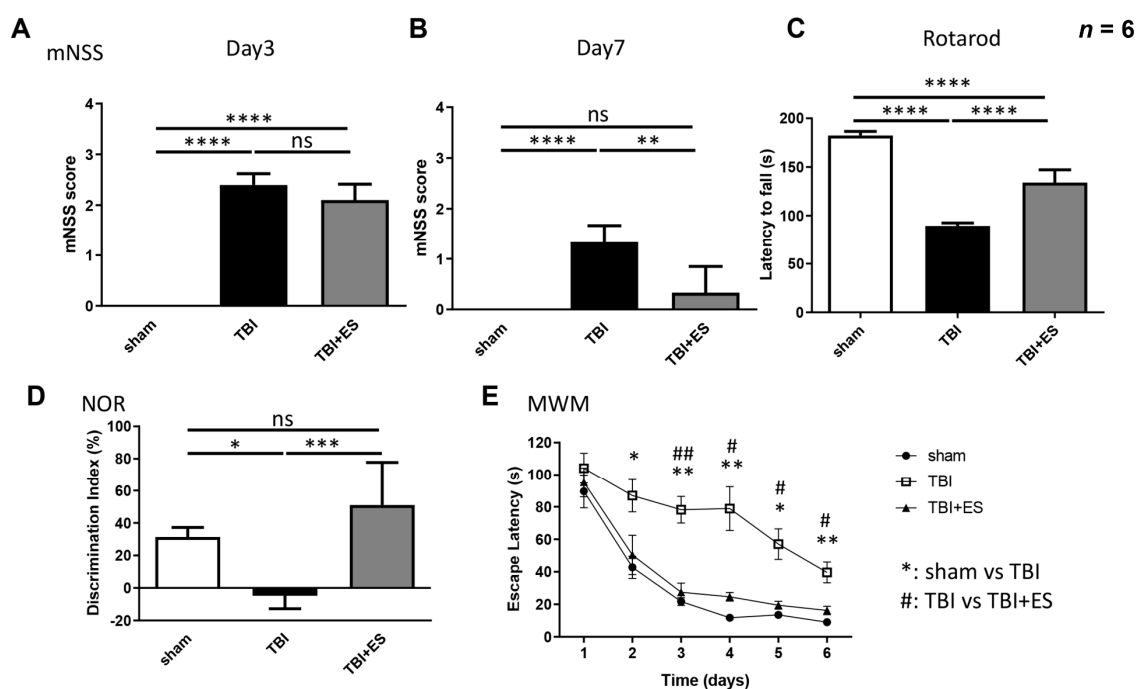 A
mNSS
Day3
****
****
ns
mNSS score
4
3
2
1
0
sham
TBI
TBI+ES
B
Day7
ns
****
**
mNSS score
4
3
2
1
0
sham
TBI
TBI+ES
C
Rotarod
n = 6
****
****
****
Latency to fall (s)
200
150
100
50
0
sham
TBI
TBI+ES
D
NOR
ns
*
***
Discrimination Index (%)
100
80
60
40
20
0
-20
sham
TBI
TBI+ES
E
MWM
Escape Latency (s)
120
100
80
60
40
20
0
*
##
**
#
**
#
*
#
**
1
2
3
4
5
6
Time (days)
sham
TBI
TBI+ES
*: sham vs TBI
#: TBI vs TBI+ES